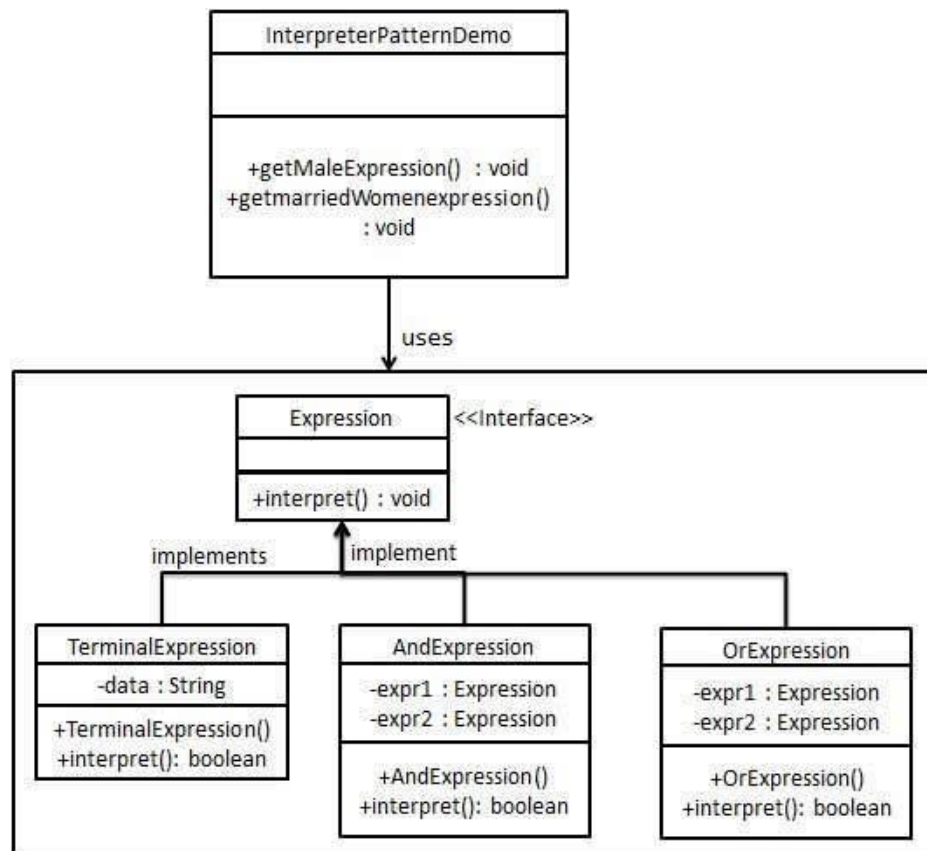 InterpreterPatternDemo
+getMaleExpression() : void
+getmarriedWomenexpression()
: void
uses
Expression
<<Interface>>
+interpret() : void
implements
implement
TerminalExpression
-data : String
+TerminalExpression()
+interpret(): boolean
AndExpression
-expr1 : Expression
-expr2 : Expression
+AndExpression()
+interpret(): boolean
OrExpression
-expr1 : Expression
-expr2 : Expression
+OrExpression()
+interpret(): boolean